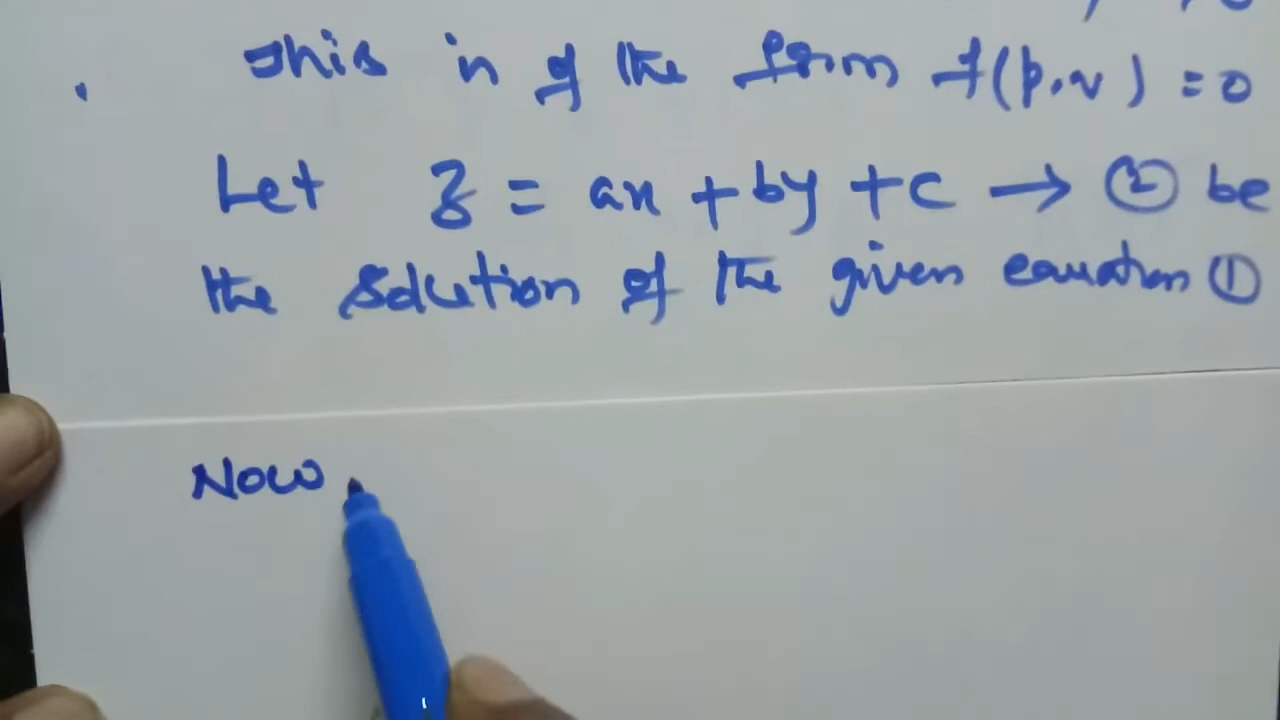 This is of the form f(p,q) = 0
Let z = ax + by + c → ② be
the solution of the given equation ①
Now